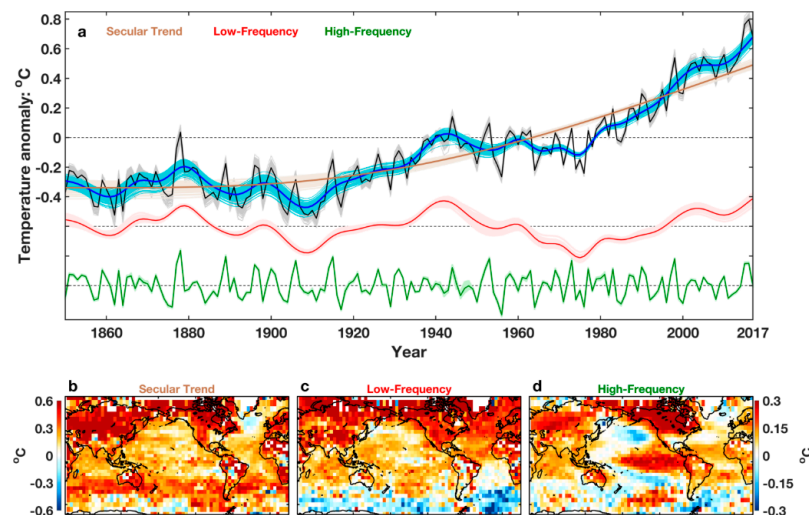 a Secular Trend Low-Frequency High-Frequency
0.8
0.6
0.4
0.2
0
-0.2
-0.4
Temperature anomaly: °C
1860 1880 1900 1920 1940 1960 1980 2000 2017
Year
b Secular Trend c Low-Frequency d High-Frequency
0.6 0.3
0.3 0.15
°C 0 0 °C
-0.3 -0.15
-0.6 -0.3